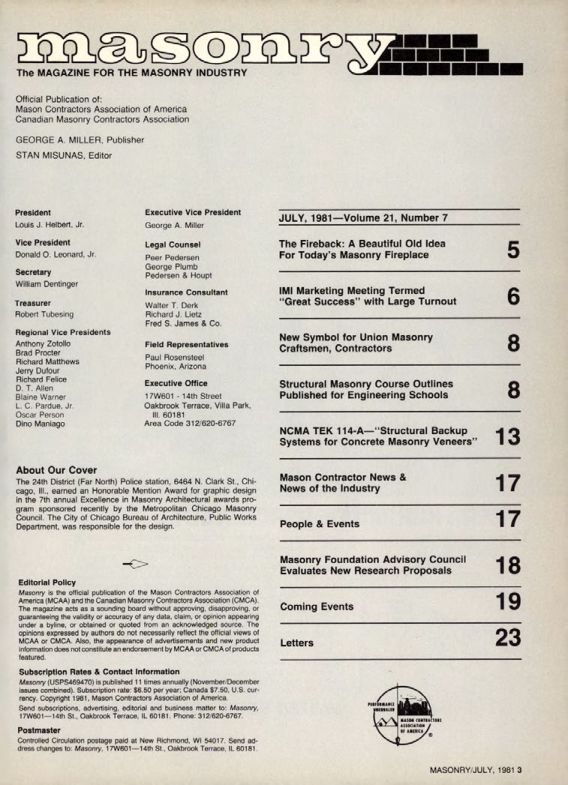 masonry
The MAGAZINE FOR THE MASONRY INDUSTRY
Official Publication of:
Mason Contractors Association of America
Canadian Masonry Contractors Association
GEORGE A. MILLER, Publisher
STAN MISUNAS, Editor
President
Louis J. Helbert, Jr.
Vice President
Donald O. Leonard, Jr.
Secretary
William Dentinger
Treasurer
Robert Tubesing
Regional Vice Presidents
Anthony Zotollo
Brad Procter
Richard Matthews
Jerry Dufour
Richard Felice
D. T. Allen
Blaine Warner
L. C. Pardue, Jr.
Oscar Person
Dino Maniago
Executive Vice President
George A. Miller
Legal Counsel
Peer Pedersen
George Plumb
Pedersen & Houpt
Insurance Consultant
Walter T. Derk
Richard J. Lietz
Fred S. James & Co.
Field Representatives
Paul Rosensteel
Phoenix, Arizona
Executive Office
17W601 - 14th Street
Oakbrook Terrace, Villa Park,
Ill. 60181
Area Code 312/620-6767
About Our Cover
The 24th District (Far North) Police station, 6464 N. Clark St., Chi-
cago, Ill., earned an Honorable Mention Award for graphic design
in the 7th annual Excellence in Masonry Architectural awards pro-
gram sponsored recently by the Metropolitan Chicago Masonry
Council. The City of Chicago Bureau of Architecture, Public Works
Department, was responsible for the design.
Editorial Policy
Masonry is the official publication of the Mason Contractors Association of
America (MCAA) and the Canadian Masonry Contractors Association (CMCA).
The magazine acts as a sounding board without approving, disapproving, or
guaranteeing the validity or accuracy of any data, claim, or opinion appearing
under a byline, or obtained or quoted from an acknowledged source. The
opinions expressed by authors do not necessarily reflect the official views of
MCAA or CMCA. Also, the appearance of advertisements and new product
information does not constitute an endorsement by MCAA or CMCA of products
featured.
Subscription Rates & Contact Information
Masonry (USPS469470) is published 11 times annually (November/December
issues combined). Subscription rate: $6.50 per year; Canada $7.50, U.S. cur-
rency. Copyright 1981, Mason Contractors Association of America.
Send subscriptions, advertising, editorial and business matter to: Masonry,
17W601—14th St., Oakbrook Terrace, IL 60181. Phone: 312/620-6767.
Postmaster
Controlled Circulation postage paid at New Richmond, WI 54017. Send ad-
dress changes to: Masonry, 17W601—14th St., Oakbrook Terrace, IL 60181.
JULY, 1981—Volume 21, Number 7
The Fireback: A Beautiful Old Idea
For Today's Masonry Fireplace 5
IMI Marketing Meeting Termed
"Great Success" with Large Turnout 6
New Symbol for Union Masonry
Craftsmen, Contractors 8
Structural Masonry Course Outlines
Published for Engineering Schools 8
NCMA TEK 114-A—"Structural Backup
Systems for Concrete Masonry Veneers" 13
Mason Contractor News &
News of the Industry 17
People & Events 17
Masonry Foundation Advisory Council
Evaluates New Research Proposals 18
Coming Events 19
Letters 23
MASON CONTRACTORS
ASSOCIATION
OF AMERICA
MASONRY/JULY, 1981 3